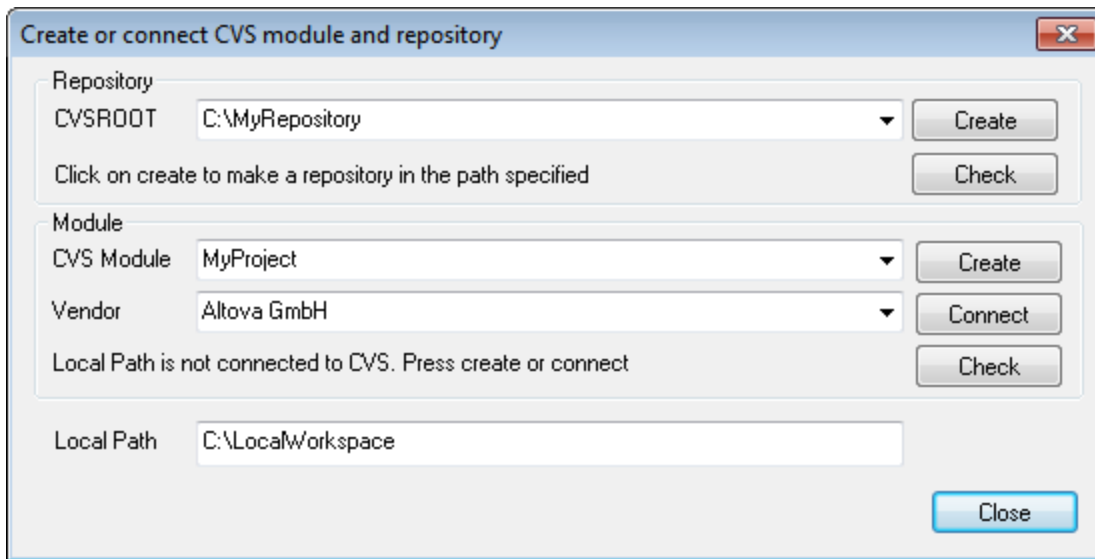 Create or connect CVS module and repository
Repository
CVSROOT C:\MyRepository Create
Click on create to make a repository in the path specified Check
Module
CVS Module MyProject Create
Vendor Altova GmbH Connect
Local Path is not connected to CVS. Press create or connect Check
Local Path C:\LocalWorkspace
Close